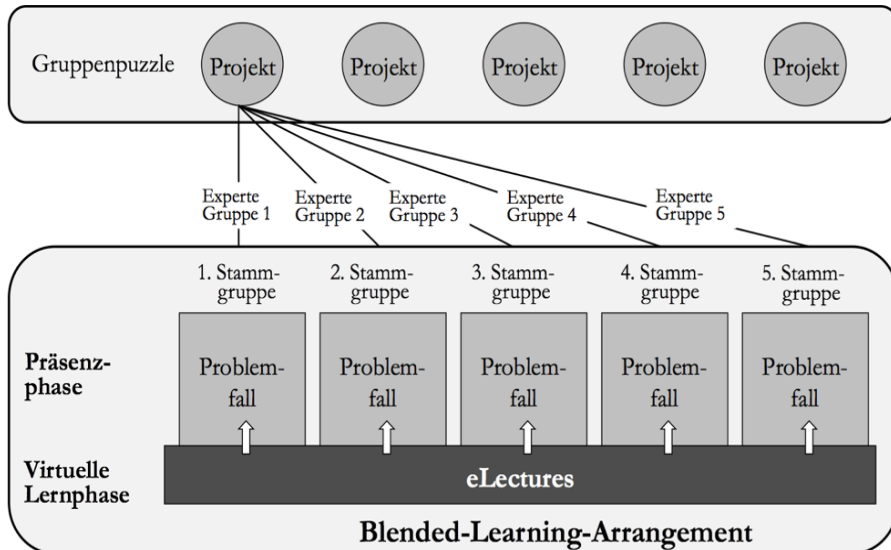 Gruppenpuzzle
Projekt
Projekt
Projekt
Projekt
Projekt
Experte
Gruppe 1
Experte
Gruppe 2
Experte
Gruppe 3
Experte
Gruppe 4
Experte
Gruppe 5
1. Stamm-
gruppe
2. Stamm-
gruppe
3. Stamm-
gruppe
4. Stamm-
gruppe
5. Stamm-
gruppe
Präsenz-
phase
Problem-
fall
Problem-
fall
Problem-
fall
Problem-
fall
Problem-
fall
Virtuelle
Lernphase
eLectures
Blended-Learning-Arrangement